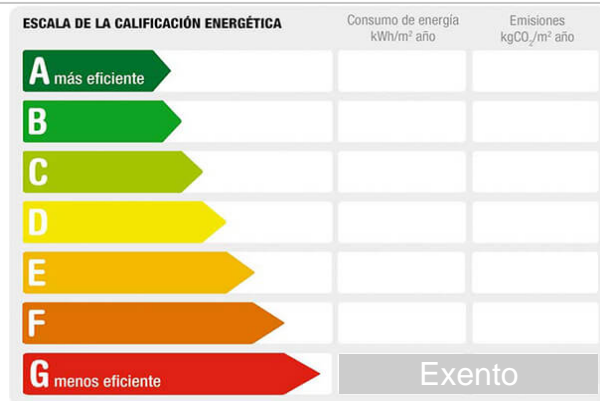 ESCALA DE LA CALIFICACIÓN ENERGÉTICA
Consumo de energía
kWh/m² año
Emisiones
kgCO₂/m² año
A más eficiente
B
C
D
E
F
G menos eficiente
Exento